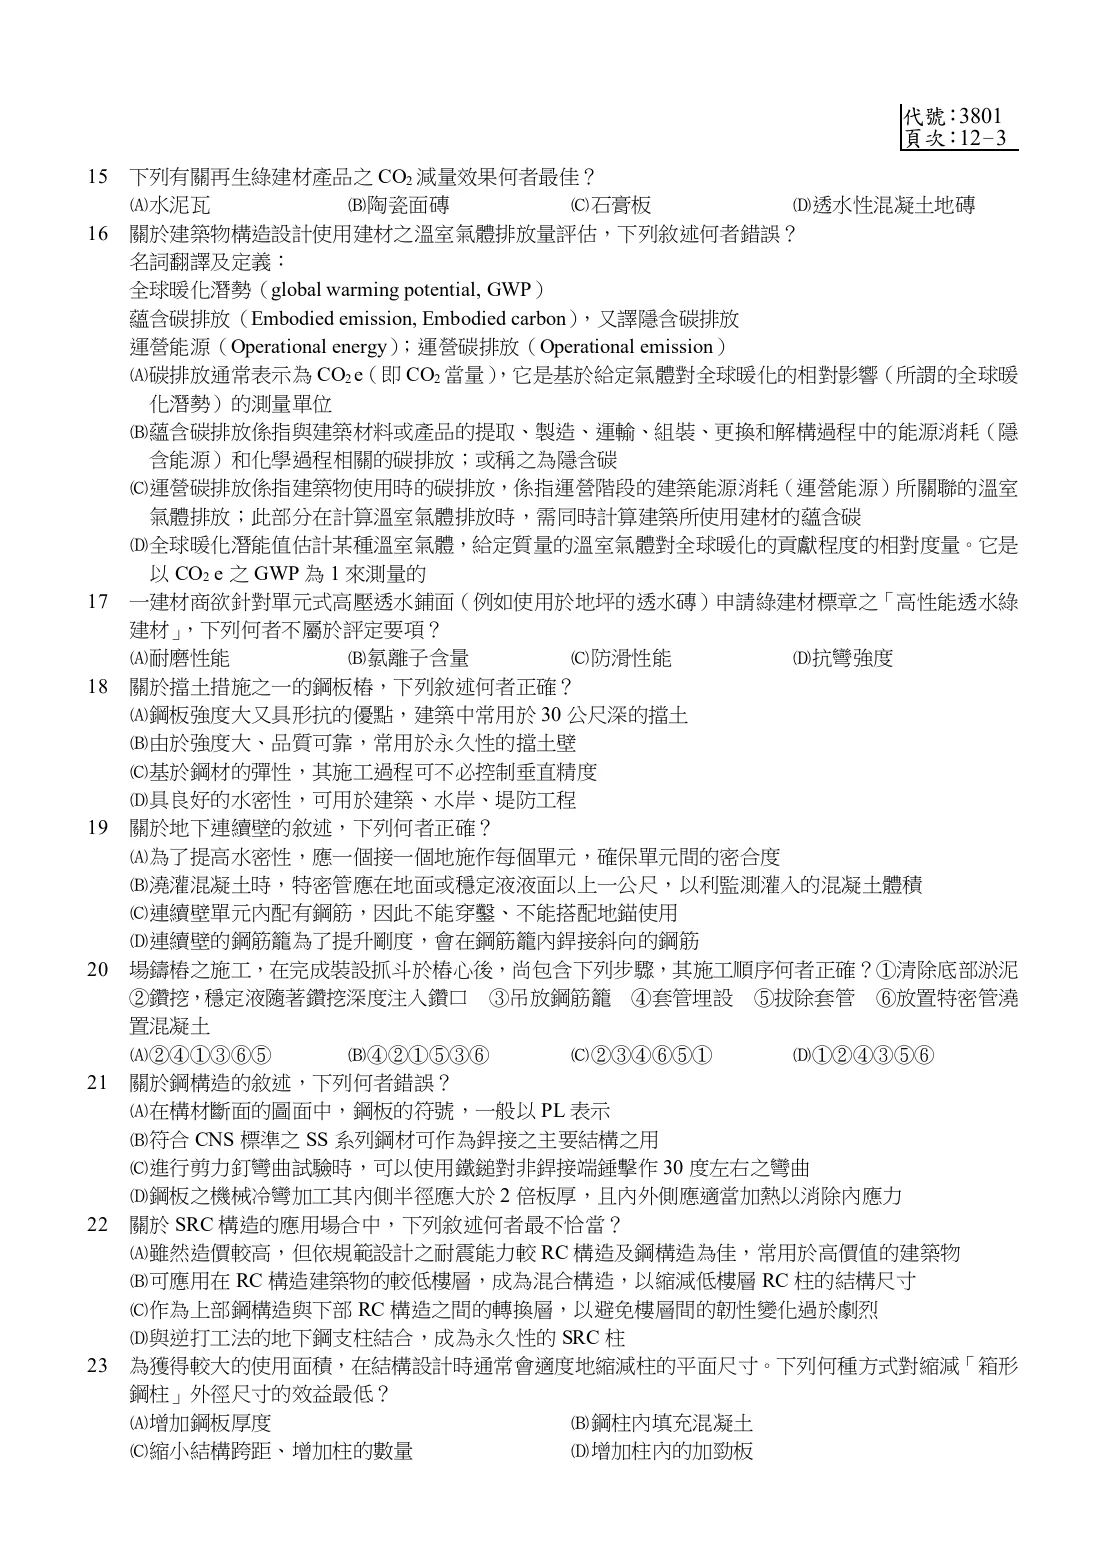 代號：3801
頁次：12－3
15 下列有關再生綠建材產品之 CO2 減量效果何者最佳？
(A)水泥瓦 (B)陶瓷面磚 (C)石膏板 (D)透水性混凝土地磚
16 關於建築物構造設計使用建材之溫室氣體排放量評估，下列敘述何者錯誤？
名詞翻譯及定義：
全球暖化潛勢（global warming potential, GWP）
蘊含碳排放（Embodied emission, Embodied carbon），又譯隱含碳排放
運營能源（Operational energy）；運營碳排放（Operational emission）
(A)碳排放通常表示為 CO2 e（即 CO2 當量），它是基於給定氣體對全球暖化的相對影響（所謂的全球暖
化潛勢）的測量單位
(B)蘊含碳排放係指與建築材料或產品的提取、製造、運輸、組裝、更換和解構過程中的能源消耗（隱
含能源）和化學過程相關的碳排放；或稱之為隱含碳
(C)運營碳排放係指建築物使用時的碳排放，係指運營階段的建築能源消耗（運營能源）所關聯的溫室
氣體排放；此部分在計算溫室氣體排放時，需同時計算建築所使用建材的蘊含碳
(D)全球暖化潛能值估計某種溫室氣體，給定質量的溫室氣體對全球暖化的貢獻程度的相對度量。它是
以 CO2 e 之 GWP 為 1 來測量的
17 一建材商欲針對單元式高壓透水鋪面（例如使用於地坪的透水磚）申請綠建材標章之「高性能透水綠
建材」，下列何者不屬於評定要項？
(A)耐磨性能 (B)氯離子含量 (C)防滑性能 (D)抗彎強度
18 關於擋土措施之一的鋼板樁，下列敘述何者正確？
(A)鋼板強度大又具形抗的優點，建築中常用於 30 公尺深的擋土
(B)由於強度大、品質可靠，常用於永久性的擋土壁
(C)基於鋼材的彈性，其施工過程可不必控制垂直精度
(D)具良好的水密性，可用於建築、水岸、堤防工程
19 關於地下連續壁的敘述，下列何者正確？
(A)為了提高水密性，應一個接一個地施作每個單元，確保單元間的密合度
(B)澆灌混凝土時，特密管應在地面或穩定液液面以上一公尺，以利監測灌入的混凝土體積
(C)連續壁單元內配有鋼筋，因此不能穿鑿、不能搭配地錨使用
(D)連續壁的鋼筋籠為了提升剛度，會在鋼筋籠內銲接斜向的鋼筋
20 場鑄樁之施工，在完成裝設抓斗於樁心後，尚包含下列步驟，其施工順序何者正確？①清除底部淤泥
②鑽挖，穩定液隨著鑽挖深度注入鑽口 ③吊放鋼筋籠 ④套管埋設 ⑤拔除套管 ⑥放置特密管澆
置混凝土
(A)②④①③⑥⑤ (B)④②①⑤③⑥ (C)②③④⑥⑤① (D)①②④③⑤⑥
21 關於鋼構造的敘述，下列何者錯誤？
(A)在構材斷面的圖面中，鋼板的符號，一般以 PL 表示
(B)符合 CNS 標準之 SS 系列鋼材可作為銲接之主要結構之用
(C)進行剪力釘彎曲試驗時，可以使用鐵鎚對非銲接端錘擊作 30 度左右之彎曲
(D)鋼板之機械冷彎加工其內側半徑應大於 2 倍板厚，且內外側應適當加熱以消除內應力
22 關於 SRC 構造的應用場合中，下列敘述何者最不恰當？
(A)雖然造價較高，但依規範設計之耐震能力較 RC 構造及鋼構造為佳，常用於高價值的建築物
(B)可應用在 RC 構造建築物的較低樓層，成為混合構造，以縮減低樓層 RC 柱的結構尺寸
(C)作為上部鋼構造與下部 RC 構造之間的轉換層，以避免樓層間的韌性變化過於劇烈
(D)與逆打工法的地下鋼支柱結合，成為永久性的 SRC 柱
23 為獲得較大的使用面積，在結構設計時通常會適度地縮減柱的平面尺寸。下列何種方式對縮減「箱形
鋼柱」外徑尺寸的效益最低？
(A)增加鋼板厚度 (B)鋼柱內填充混凝土
(C)縮小結構跨距、增加柱的數量 (D)增加柱內的加勁板